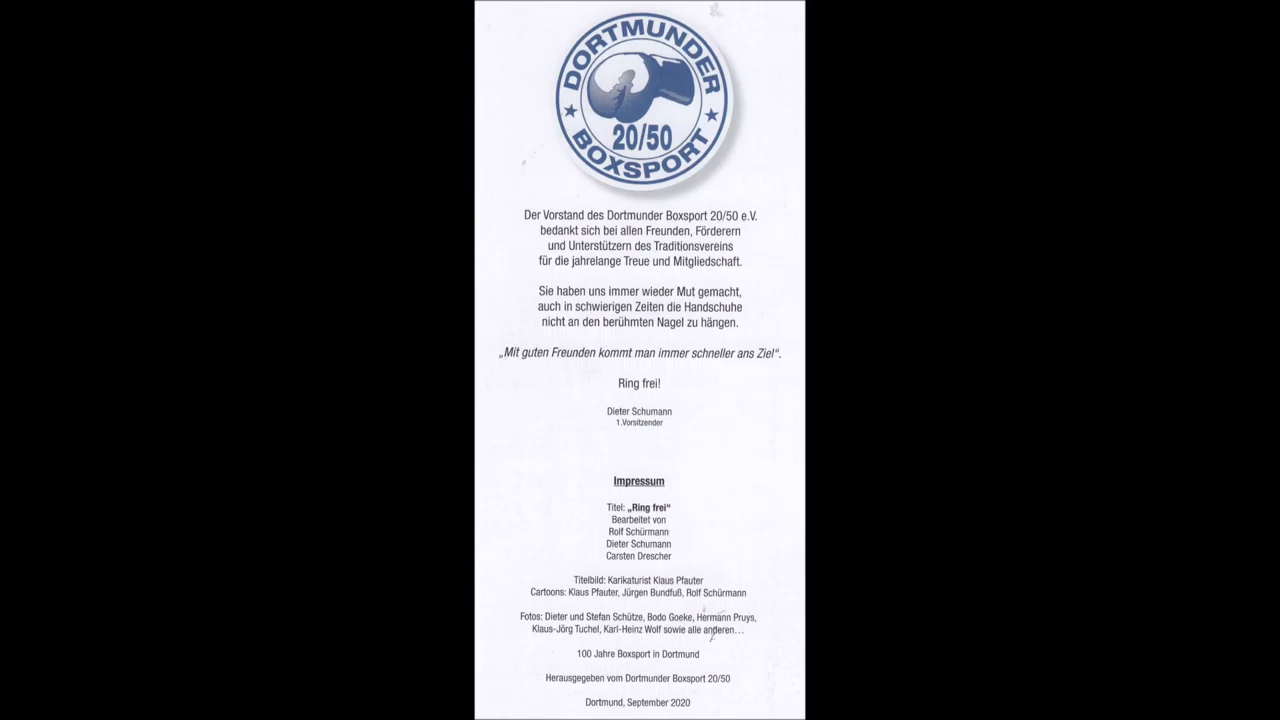 DORTMUNDER
20/50
BOXSPORT
Der Vorstand des Dortmunder Boxsport 20/50 e.V.
bedankt sich bei allen Freunden, Förderern
und Unterstützern des Traditionsvereins
für die jahrelange Treue und Mitgliedschaft.
Sie haben uns immer wieder Mut gemacht,
auch in schwierigen Zeiten die Handschuhe
nicht an den berühmten Nagel zu hängen.
„Mit guten Freunden kommt man immer schneller ans Ziel“.
Ring frei!
Dieter Schumann
1.Vorsitzender
Impressum
Titel: „Ring frei“
Bearbeitet von
Rolf Schürmann
Dieter Schumann
Carsten Drescher
Titelbild: Karikaturist Klaus Pfauter
Cartoons: Klaus Pfauter, Jürgen Bundfuß, Rolf Schürmann
Fotos: Dieter und Stefan Schütze, Bodo Goeke, Hermann Pruys,
Klaus-Jörg Tuchel, Karl-Heinz Wolf sowie alle anderen…
100 Jahre Boxsport in Dortmund
Herausgegeben vom Dortmunder Boxsport 20/50
Dortmund, September 2020